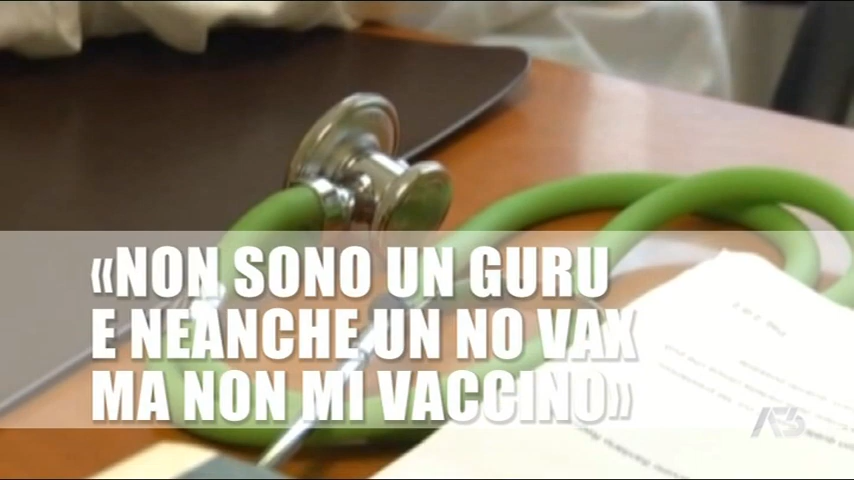 «NON SONO UN GURU
E NEANCHE UN NO VAX
MA NON MI VACCINO»